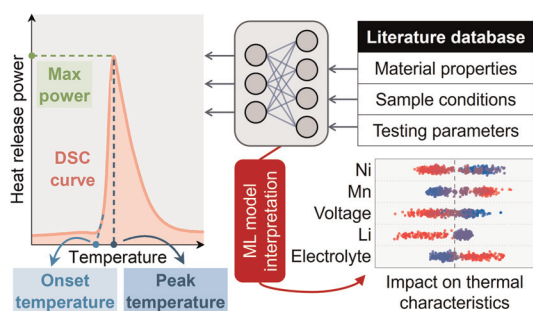 Heat release power
Max
power
DSC
curve
Temperature
Onset
temperature
Peak
temperature
Literature database
Material properties
Sample conditions
Testing parameters
ML model
interpretation
Ni
Mn
Voltage
Li
Electrolyte
Impact on thermal
characteristics